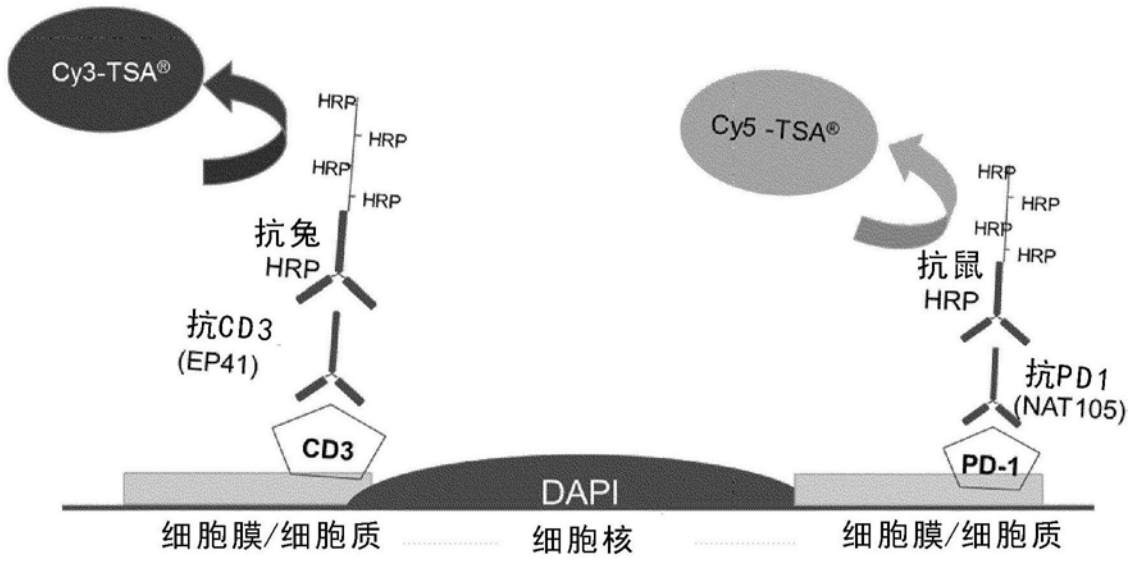 Cy3-TSA®
HRP
HRP
HRP
HRP
抗兔
HRP
抗CD3
(EP41)
CD3
Cy5 -TSA®
HRP
HRP
HRP
HRP
抗鼠
HRP
抗PD1
(NAT105)
PD-1
DAPI
细胞膜/细胞质
细胞核
细胞膜/细胞质